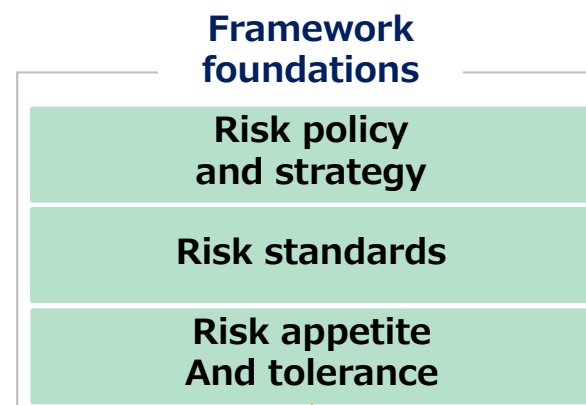 Framework
foundations
Risk policy
and strategy
Risk standards
Risk appetite
And tolerance